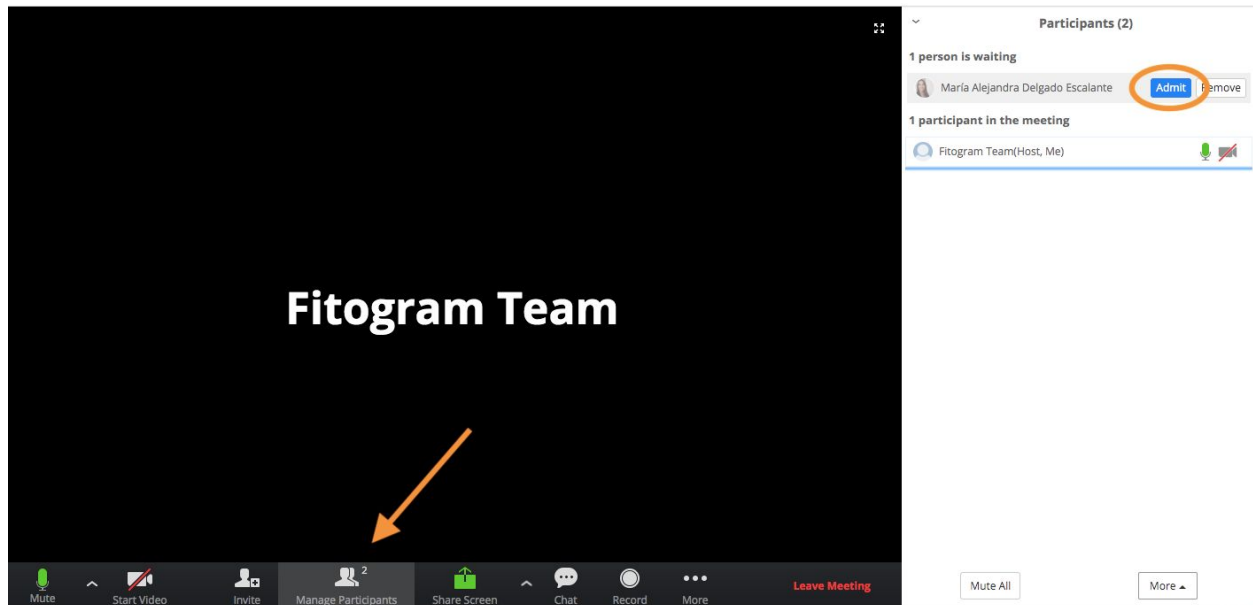 Participants (2)
1 person is waiting
María Alejandra Delgado Escalante Admit Remove
1 participant in the meeting
Fitogram Team(Host, Me)
Fitogram Team
2
Mute Start Video Invite Manage Participants Share Screen Chat Record More Leave Meeting
Mute All More